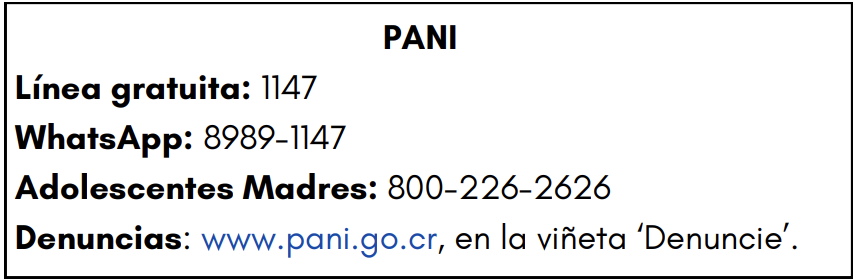 PANI
Línea gratuita: 1147
WhatsApp: 8989-1147
Adolescentes Madres: 800-226-2626
Denuncias: www.pani.go.cr, en la viñeta ‘Denuncie’.